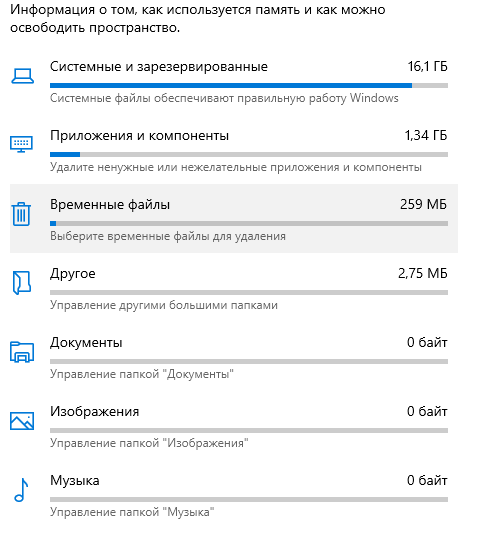 Информация о том, как используется память и как можно
освободить пространство.
Системные и зарезервированные 16,1 ГБ
Системные файлы обеспечивают правильную работу Windows
Приложения и компоненты 1,34 ГБ
Удалите ненужные или нежелательные приложения и компоненты
Временные файлы 259 МБ
Выберите временные файлы для удаления
Другое 2,75 МБ
Управление другими большими папками
Документы 0 байт
Управление папкой "Документы"
Изображения 0 байт
Управление папкой "Изображения"
Музыка 0 байт
Управление папкой "Музыка"